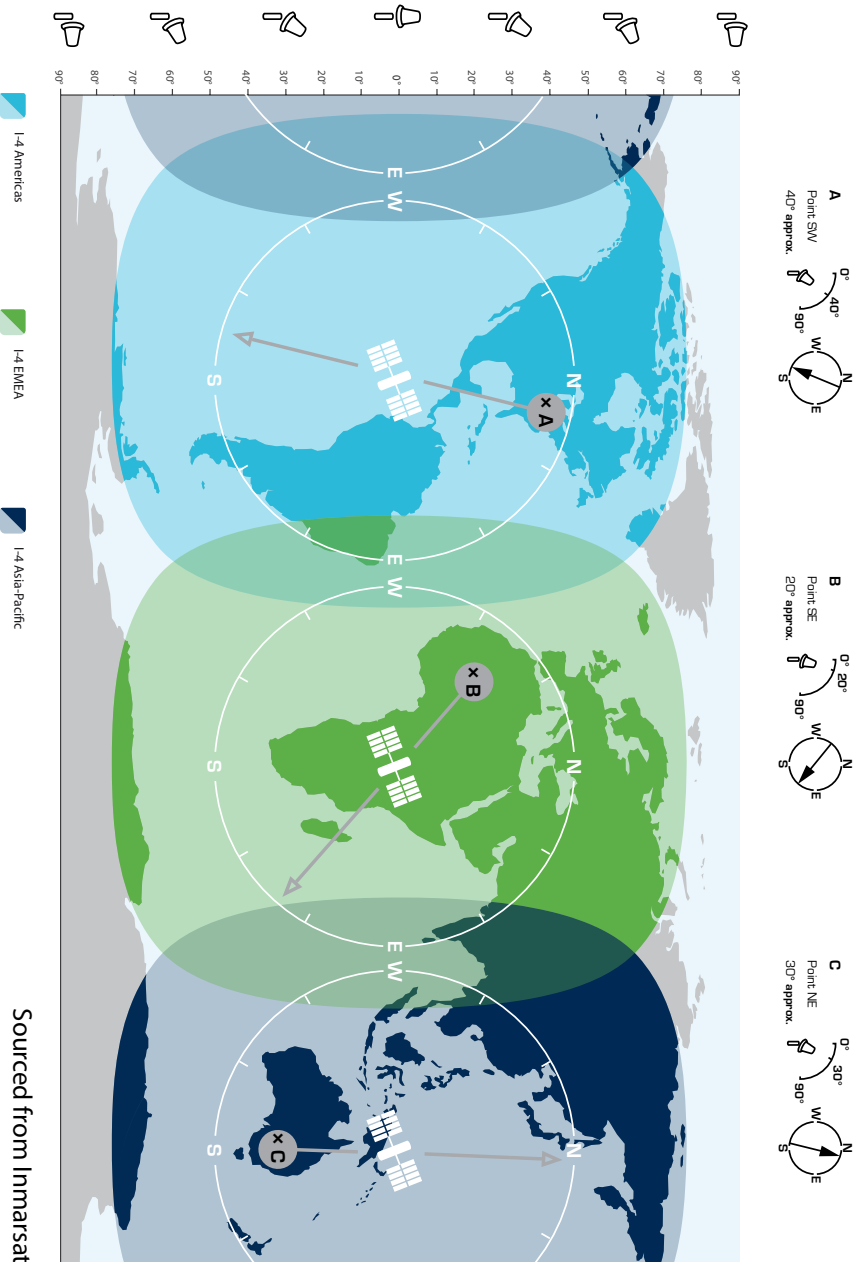 A
Point SW
40° approx.
0°
40°
90°
N
W
E
S
B
Point SE
20° approx.
0°
20°
90°
N
W
E
S
C
Point NE
30° approx.
0°
30°
90°
N
W
E
S
90°
80°
70°
60°
50°
40°
30°
20°
10°
0°
10°
20°
30°
40°
50°
60°
70°
80°
90°
N
N
N
× A
× B
E W
E W
E W
× C
S
S
S
I-4 Americas
I-4 EMEA
I-4 Asia-Pacific
Sourced from Inmarsat